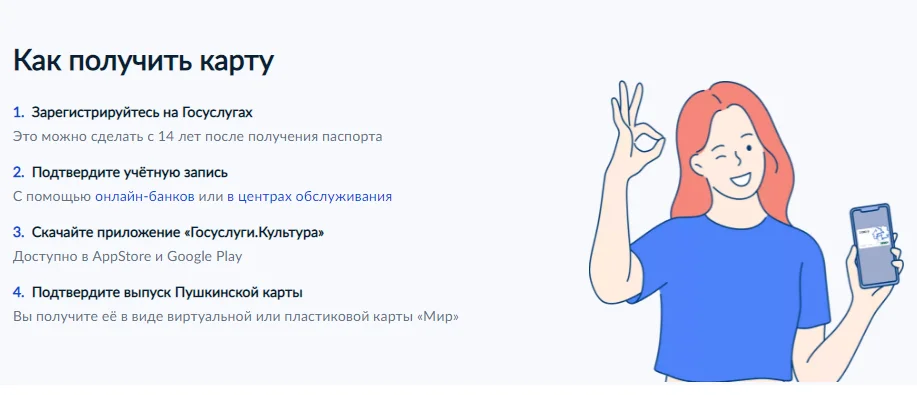 Как получить карту
1. Зарегистрируйтесь на Госуслугах
Это можно сделать с 14 лет после получения паспорта
2. Подтвердите учётную запись
С помощью онлайн-банков или в центрах обслуживания
3. Скачайте приложение «Госуслуги.Культура»
Доступно в AppStore и Google Play
4. Подтвердите выпуск Пушкинской карты
Вы получите её в виде виртуальной или пластиковой карты «Мир»